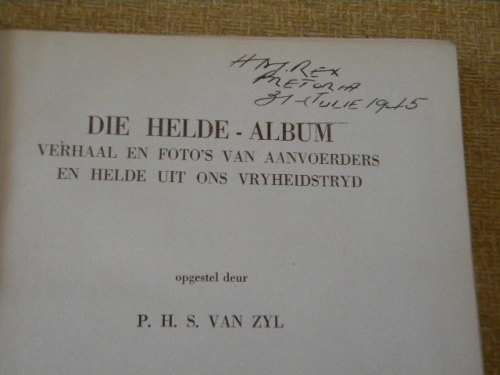 H M. REX
PRETORIA
31 JULIE 1945
DIE HELDE - ALBUM
VERHAAL EN FOTO'S VAN AANVOERDERS
EN HELDE UIT ONS VRYHEIDSTRYD
opgestel deur
P. H. S. VAN ZYL